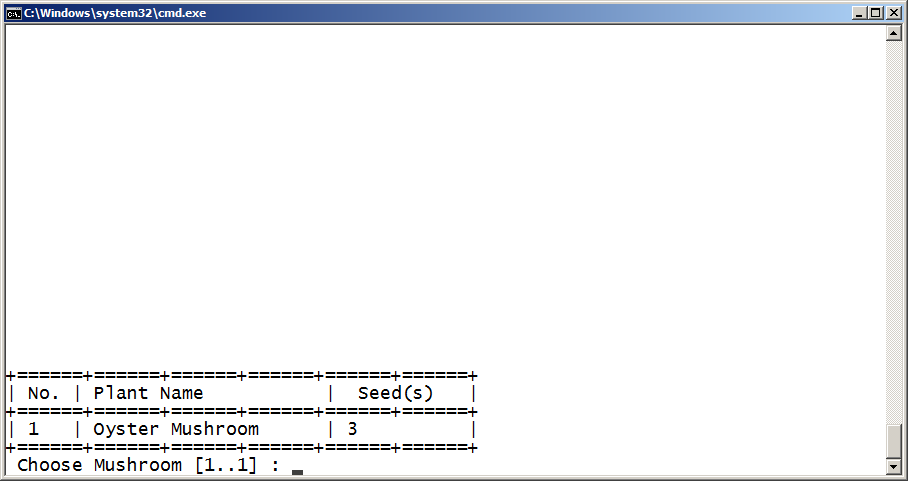 C:\Windows\system32\cmd.exe
+======+======+======+======+======+======+
| No. | Plant Name | Seed(s) |
+======+======+======+======+======+======+
| 1 | Oyster Mushroom | 3 |
+======+======+======+======+======+======+
Choose Mushroom [1..1] : _